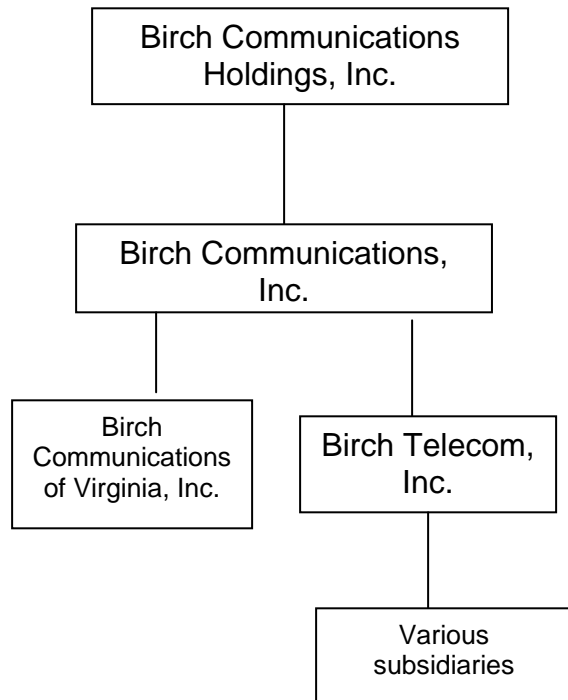 Birch Communications
Holdings, Inc.
Birch Communications,
Inc.
Birch
Communications
of Virginia, Inc.
Birch Telecom,
Inc.
Various
subsidiaries